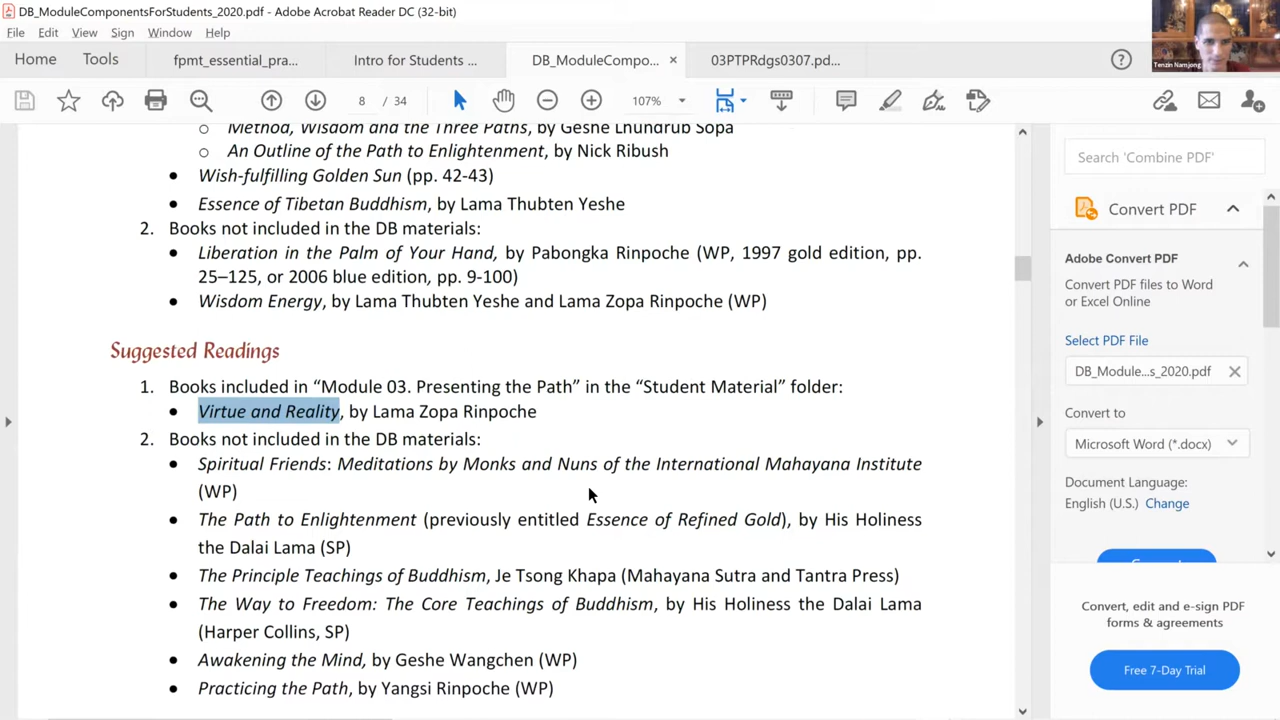 DB_ModuleComponentsForStudents_2020.pdf - Adobe Acrobat Reader DC (32-bit)
File Edit View Sign Window Help
Home Tools fpmt_essential_pra... Intro for Students ... DB_ModuleCompo... × 03PTPRdgs0307.pd...
Tenzin Namjong
8 / 34 107%
○ Method, Wisdom and the Three Paths, by Geshe Lhundrub Sopa
○ An Outline of the Path to Enlightenment, by Nick Ribush
• Wish-fulfilling Golden Sun (pp. 42-43)
• Essence of Tibetan Buddhism, by Lama Thubten Yeshe
2. Books not included in the DB materials:
• Liberation in the Palm of Your Hand, by Pabongka Rinpoche (WP, 1997 gold edition, pp.
25–125, or 2006 blue edition, pp. 9-100)
• Wisdom Energy, by Lama Thubten Yeshe and Lama Zopa Rinpoche (WP)
Suggested Readings
1. Books included in “Module 03. Presenting the Path” in the “Student Material” folder:
• Virtue and Reality, by Lama Zopa Rinpoche
2. Books not included in the DB materials:
• Spiritual Friends: Meditations by Monks and Nuns of the International Mahayana Institute
(WP)
• The Path to Enlightenment (previously entitled Essence of Refined Gold), by His Holiness
the Dalai Lama (SP)
• The Principle Teachings of Buddhism, Je Tsong Khapa (Mahayana Sutra and Tantra Press)
• The Way to Freedom: The Core Teachings of Buddhism, by His Holiness the Dalai Lama
(Harper Collins, SP)
• Awakening the Mind, by Geshe Wangchen (WP)
• Practicing the Path, by Yangsi Rinpoche (WP)
Search 'Combine PDF'
Convert PDF
Adobe Convert PDF
Convert PDF files to Word
or Excel Online
Select PDF File
DB_Module...s_2020.pdf ×
Convert to
Microsoft Word (*.docx)
Document Language:
English (U.S.) Change
Convert, edit and e-sign PDF
forms & agreements
Free 7-Day Trial